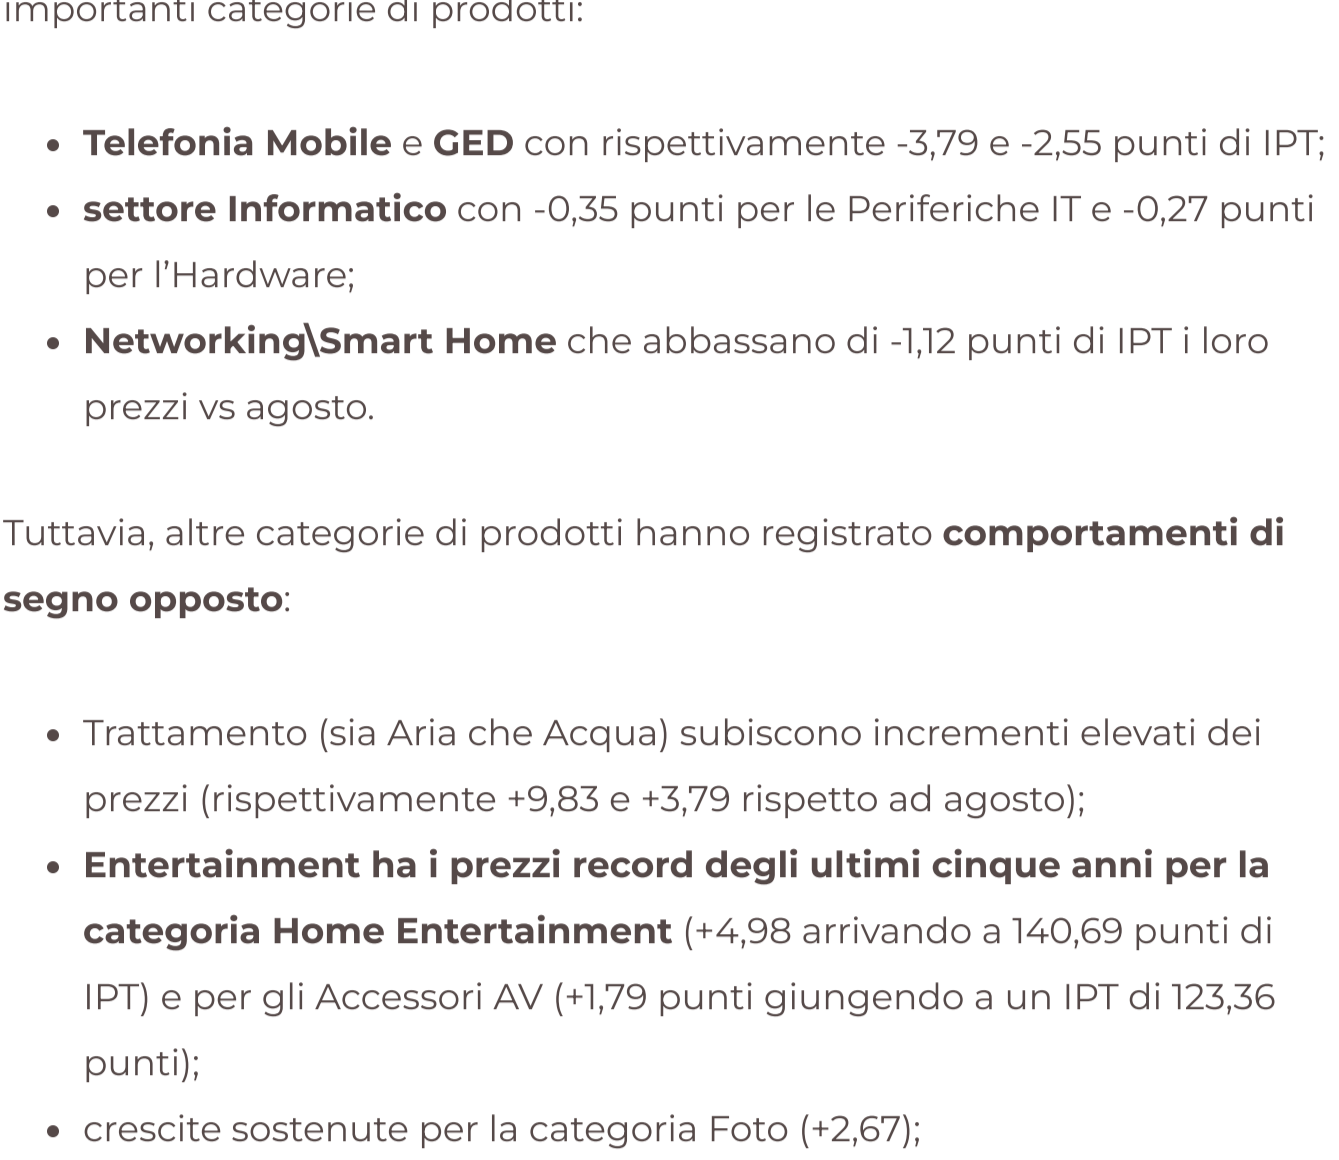 importanti categorie di prodotti:
• Telefonia Mobile e GED con rispettivamente -3,79 e -2,55 punti di IPT;
• settore Informatico con -0,35 punti per le Periferiche IT e -0,27 punti
per l’Hardware;
• Networking\Smart Home che abbassano di -1,12 punti di IPT i loro
prezzi vs agosto.
Tuttavia, altre categorie di prodotti hanno registrato comportamenti di
segno opposto:
• Trattamento (sia Aria che Acqua) subiscono incrementi elevati dei
prezzi (rispettivamente +9,83 e +3,79 rispetto ad agosto);
• Entertainment ha i prezzi record degli ultimi cinque anni per la
categoria Home Entertainment (+4,98 arrivando a 140,69 punti di
IPT) e per gli Accessori AV (+1,79 punti giungendo a un IPT di 123,36
punti);
• crescite sostenute per la categoria Foto (+2,67);